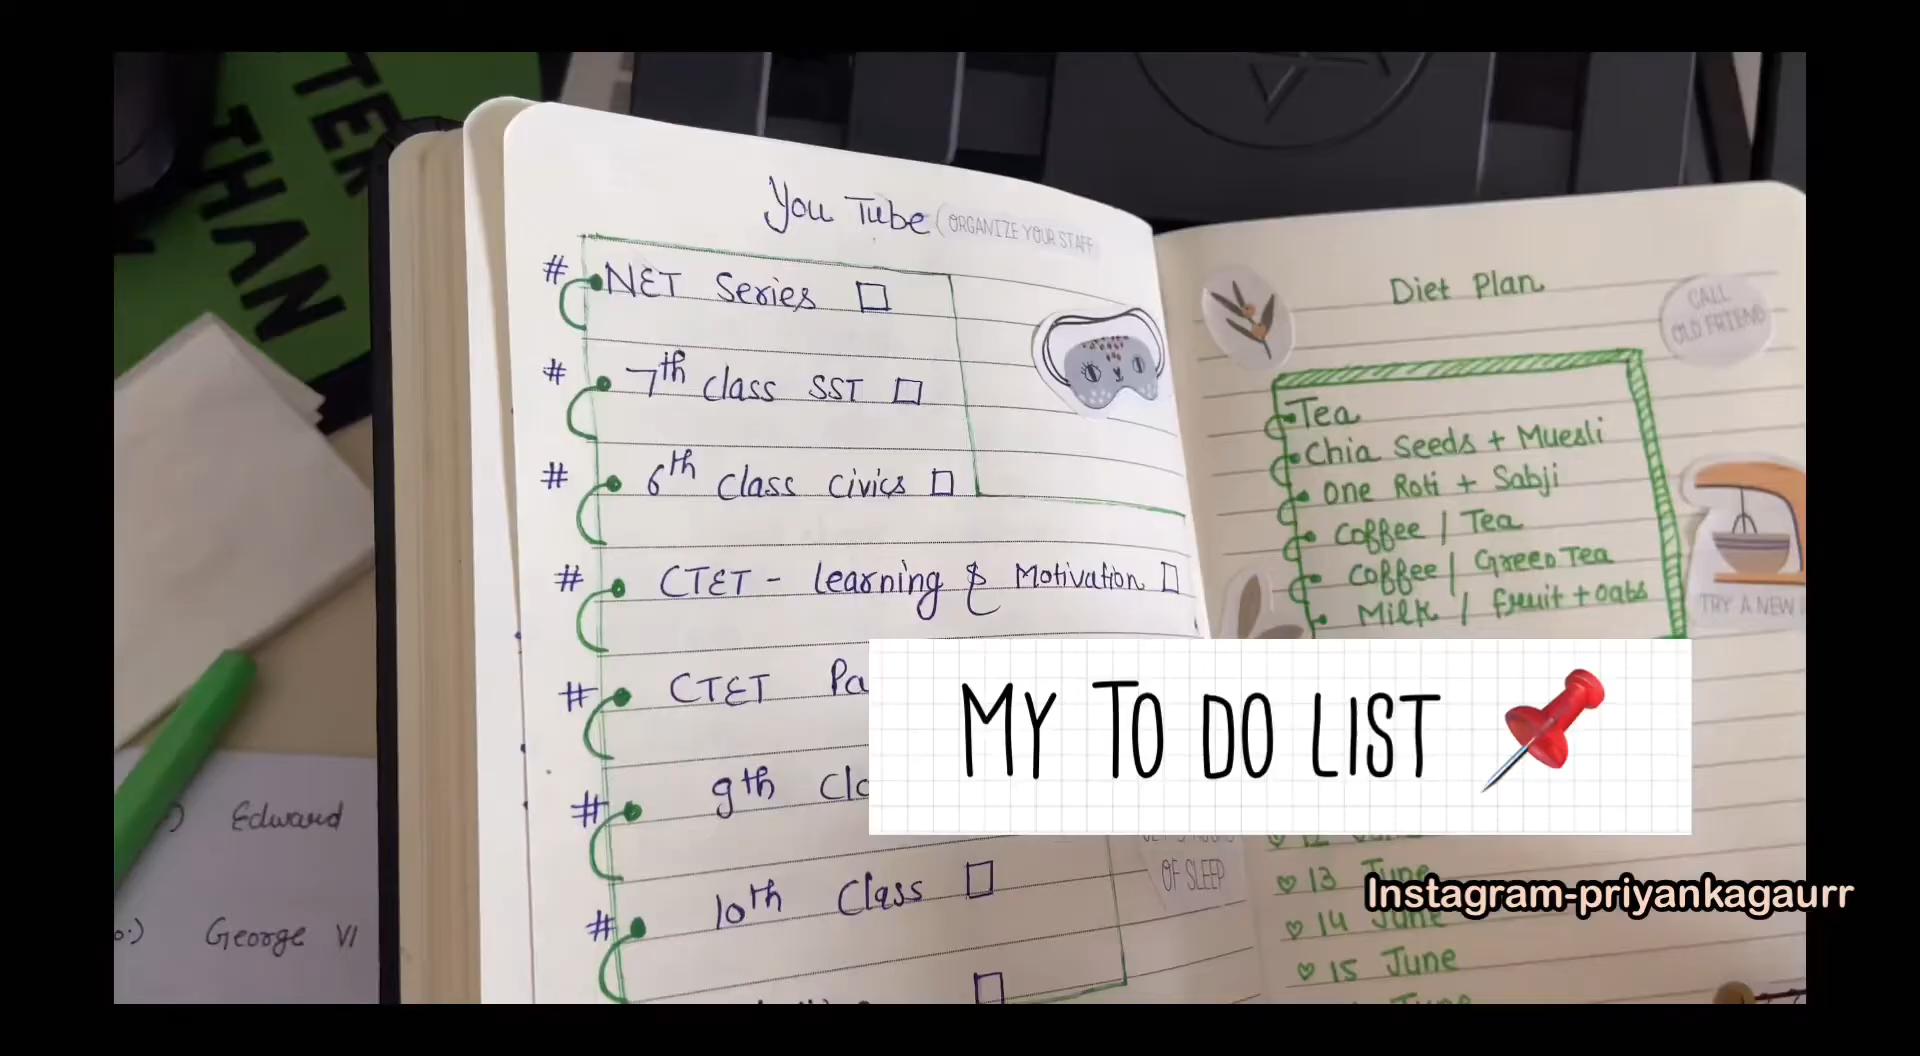 TER
THAN
You Tube
ORGANIZE YOUR STAFF
# NET Series
# 7th class SST
# 6th class civics
# CTET - learning & Motivation
# CTET
# 9th
# 10th Class
OF SLEEP
Diet Plan
CALL
OLD FRIEND
Tea
Chia Seeds + Muesli
One Roti + Sabji
Coffee / Tea
Coffee / Green Tea
Milk / fruit + oats
TRY A NEW
MY TO DO LIST
12
13 June
14 June
15 June
June
Instagram-priyankagaurr
Edward
George VI